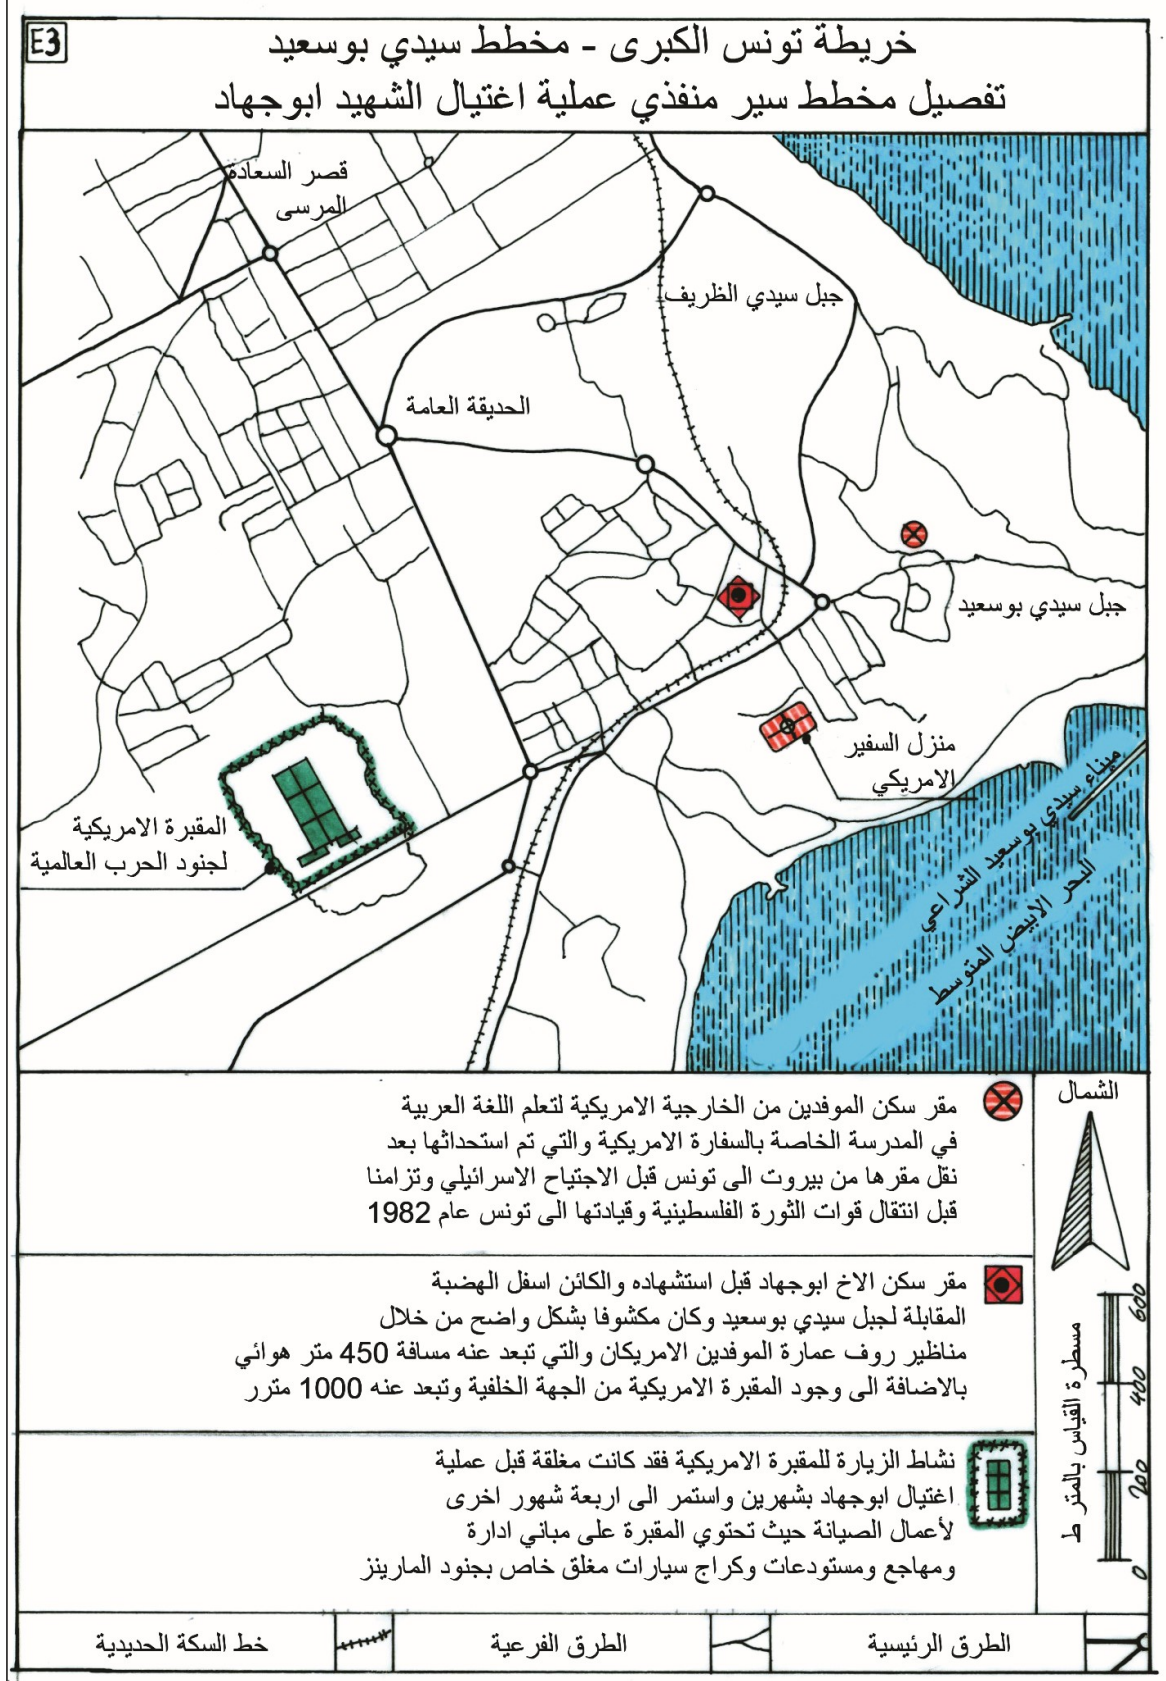 E3
خريطة تونس الكبرى - مخطط سيدي بوسعيد
تفصيل مخطط سير منفذي عملية اغتيال الشهيد ابوجهاد
قصر السعادة
المرسى
جبل سيدي الظريف
الحديقة العامة
جبل سيدي بوسعيد
منزل السفير
الامريكي
ميناء سيدي بوسعيد الشراعي
البحر الابيض المتوسط
المقبرة الامريكية
لجنود الحرب العالمية
مقر سكن الموفدين من الخارجية الامريكية لتعلم اللغة العربية
في المدرسة الخاصة بالسفارة الامريكية والتي تم استحداثها بعد
نقل مقرها من بيروت الى تونس قبل الاجتياح الاسرائيلي وتزامنا
قبل انتقال قوات الثورة الفلسطينية وقيادتها الى تونس عام 1982
مقر سكن الاخ ابوجهاد قبل استشهاده والكائن اسفل الهضبة
المقابلة لجبل سيدي بوسعيد وكان مكشوفا بشكل واضح من خلال
مناظير روف عمارة الموفدين الامريكان والتي تبعد عنه مسافة 450 متر هوائي
بالاضافة الى وجود المقبرة الامريكية من الجهة الخلفية وتبعد عنه 1000 مترر
نشاط الزيارة للمقبرة الامريكية فقد كانت مغلقة قبل عملية
اغتيال ابوجهاد بشهرين واستمر الى اربعة شهور اخرى
لأعمال الصيانة حيث تحتوي المقبرة على مباني ادارة
ومهاجع ومستودعات وكراج سيارات مغلق خاص بجنود المارينز
الشمال
مسطرة القياس بالمتر ط
600
400
200
0
الطرق الرئيسية
الطرق الفرعية
خط السكة الحديدية